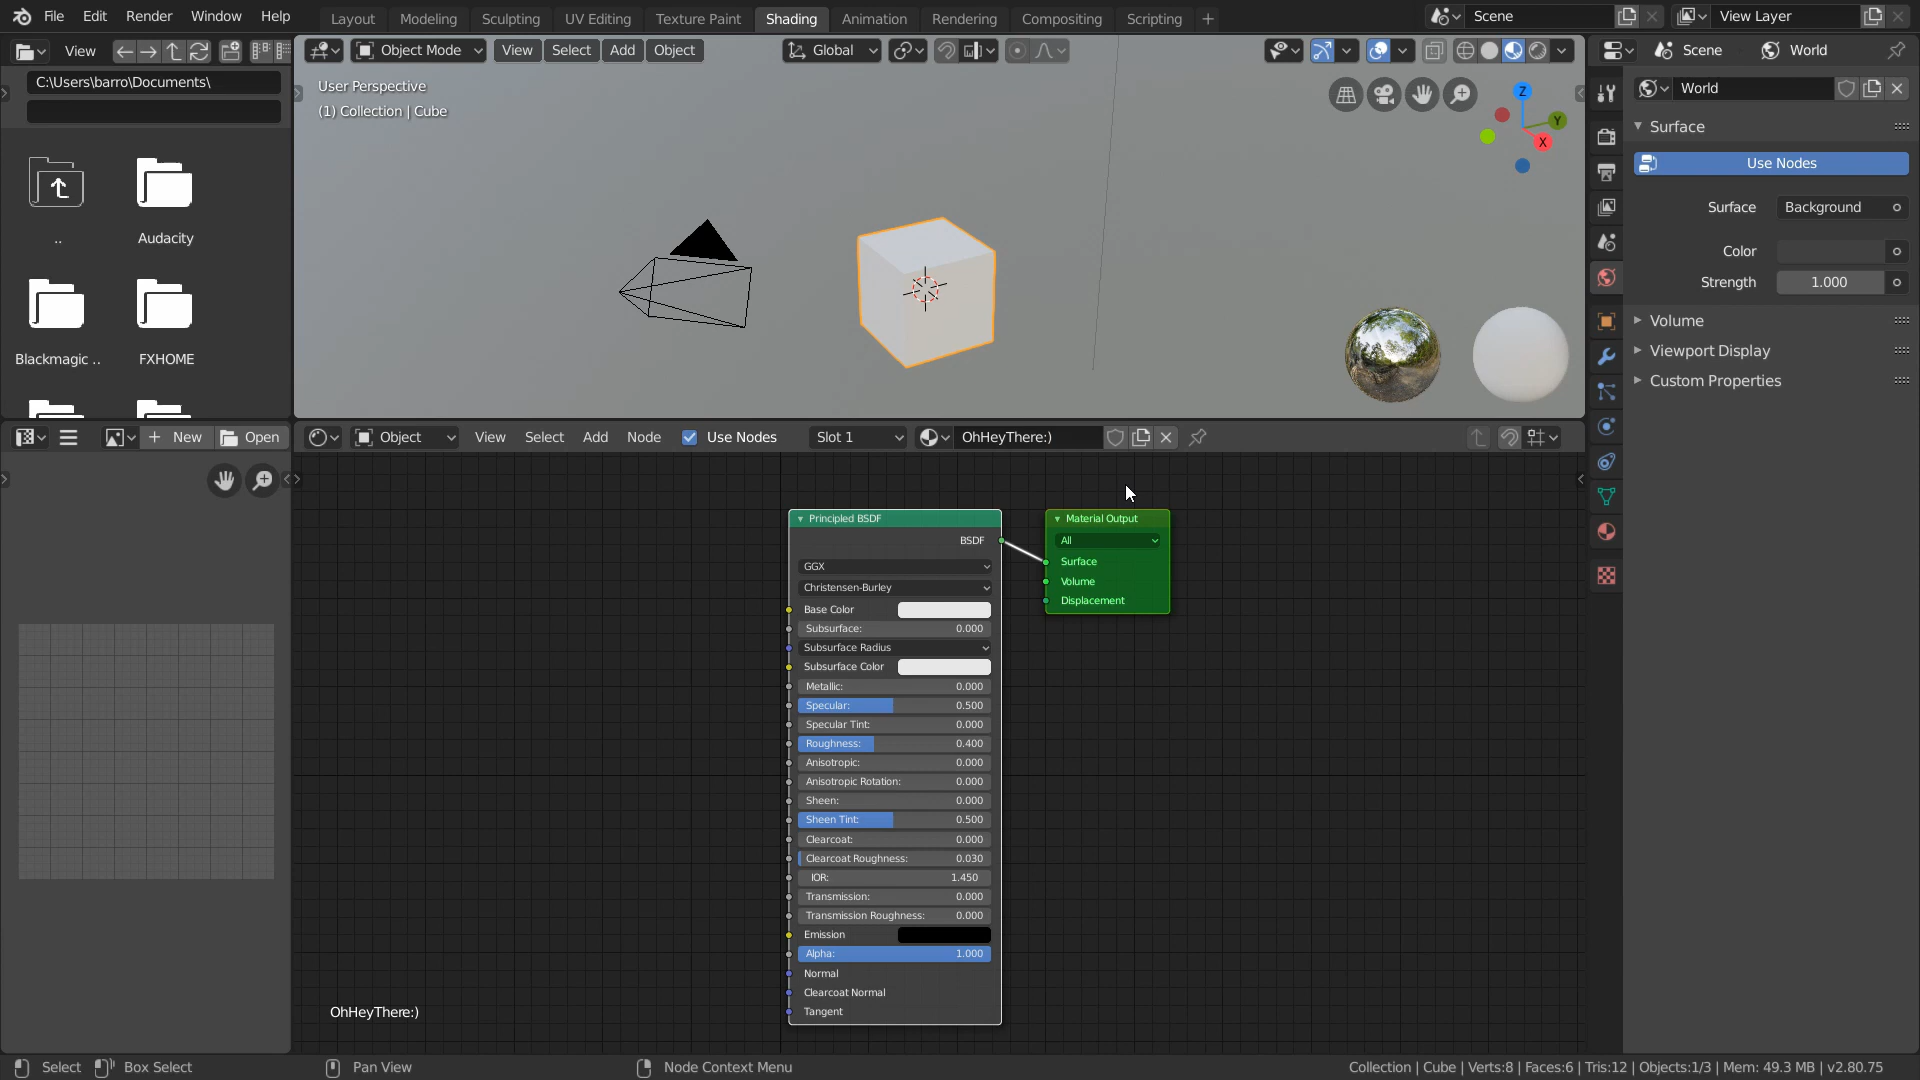 File Edit Render Window Help Layout Modeling Sculpting UV Editing Texture Paint Shading Animation Rendering Compositing Scripting + Scene View Layer
View Object Mode View Select Add Object Global Scene World
C:\Users\barro\Documents\
User Perspective
(1) Collection | Cube
Z
Y
X
World
Surface
Use Nodes
Surface Background
Color
Strength 1.000
Volume
Viewport Display
Custom Properties
.. Audacity
Blackmagic .. FXHOME
+ New Open Object View Select Add Node Use Nodes Slot 1 OhHeyThere:)
Principled BSDF
BSDF
GGX
Christensen-Burley
Base Color
Subsurface: 0.000
Subsurface Radius
Subsurface Color
Metallic: 0.000
Specular: 0.500
Specular Tint: 0.000
Roughness: 0.400
Anisotropic: 0.000
Anisotropic Rotation: 0.000
Sheen: 0.000
Sheen Tint: 0.500
Clearcoat: 0.000
Clearcoat Roughness: 0.030
IOR: 1.450
Transmission: 0.000
Transmission Roughness: 0.000
Emission
Alpha: 1.000
Normal
Clearcoat Normal
Tangent
Material Output
All
Surface
Volume
Displacement
OhHeyThere:)
Select Box Select Pan View Node Context Menu Collection | Cube | Verts:8 | Faces:6 | Tris:12 | Objects:1/3 | Mem: 49.3 MB | v2.80.75